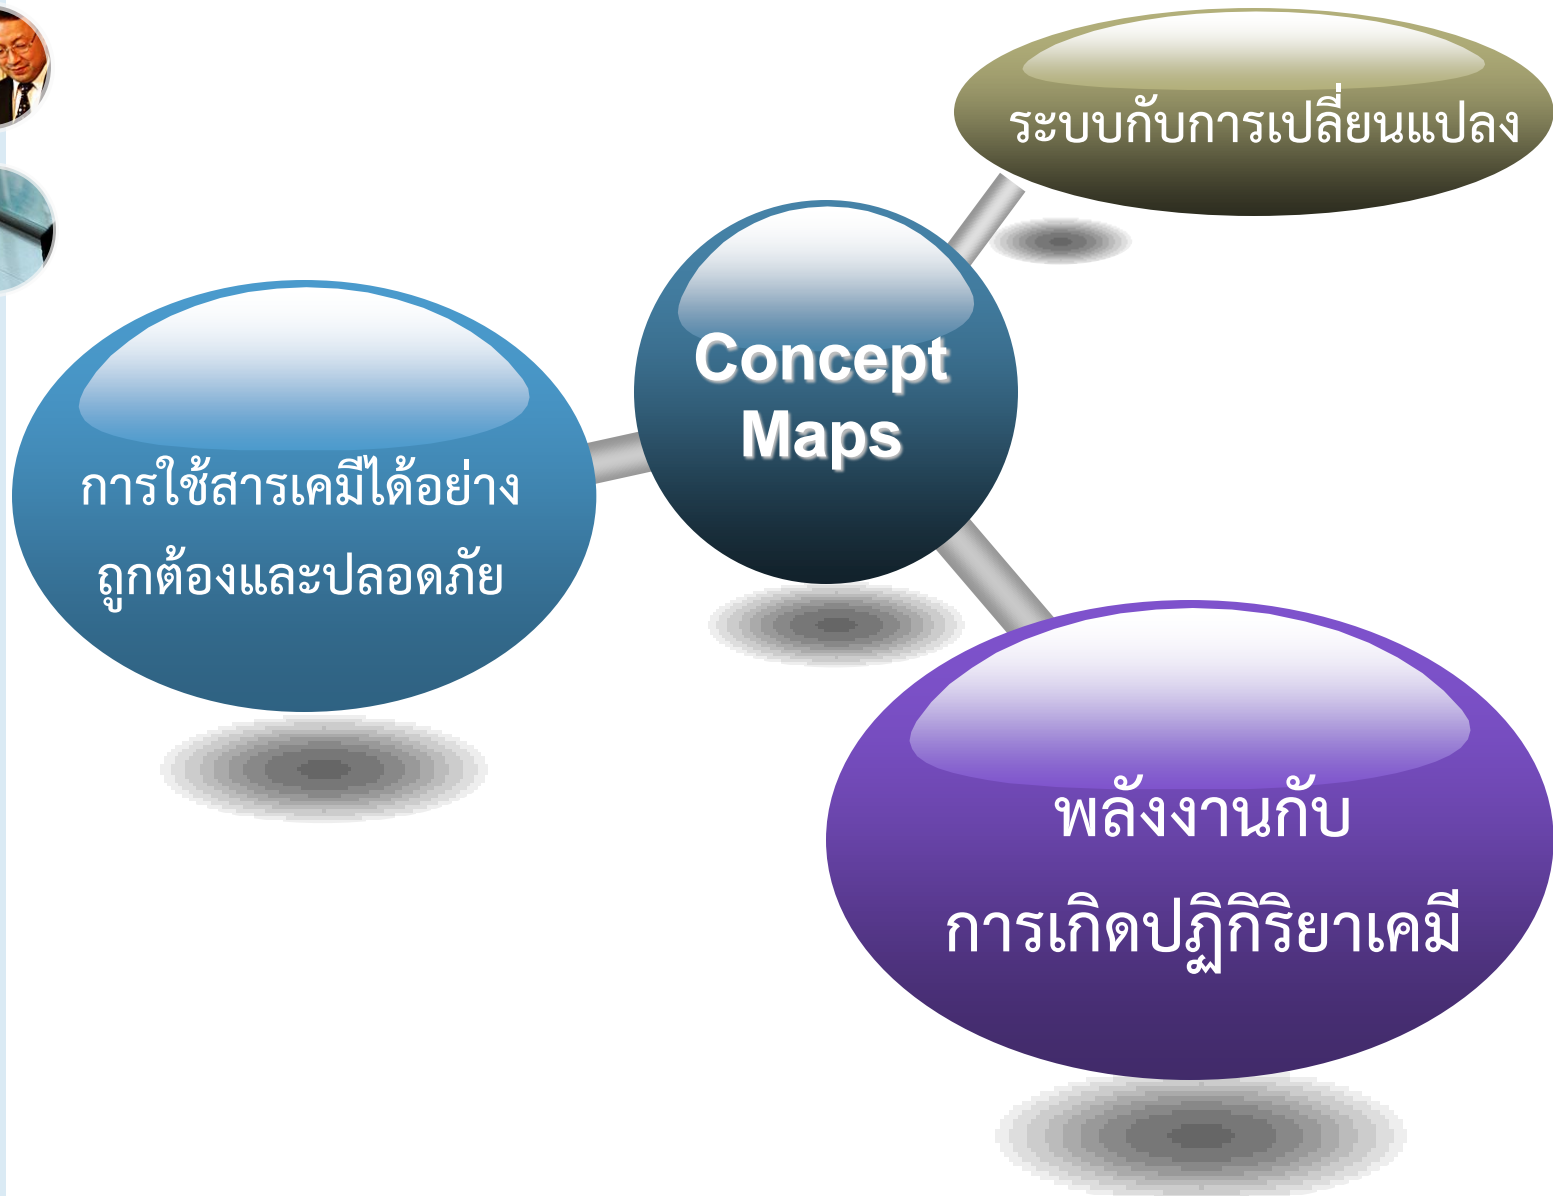 ระบบกับการเปลี่ยนแปลง
Concept
Maps
การใช้สารเคมีได้อย่าง
ถูกต้องและปลอดภัย
พลังงานกับ
การเกิดปฏิกิริยาเคมี